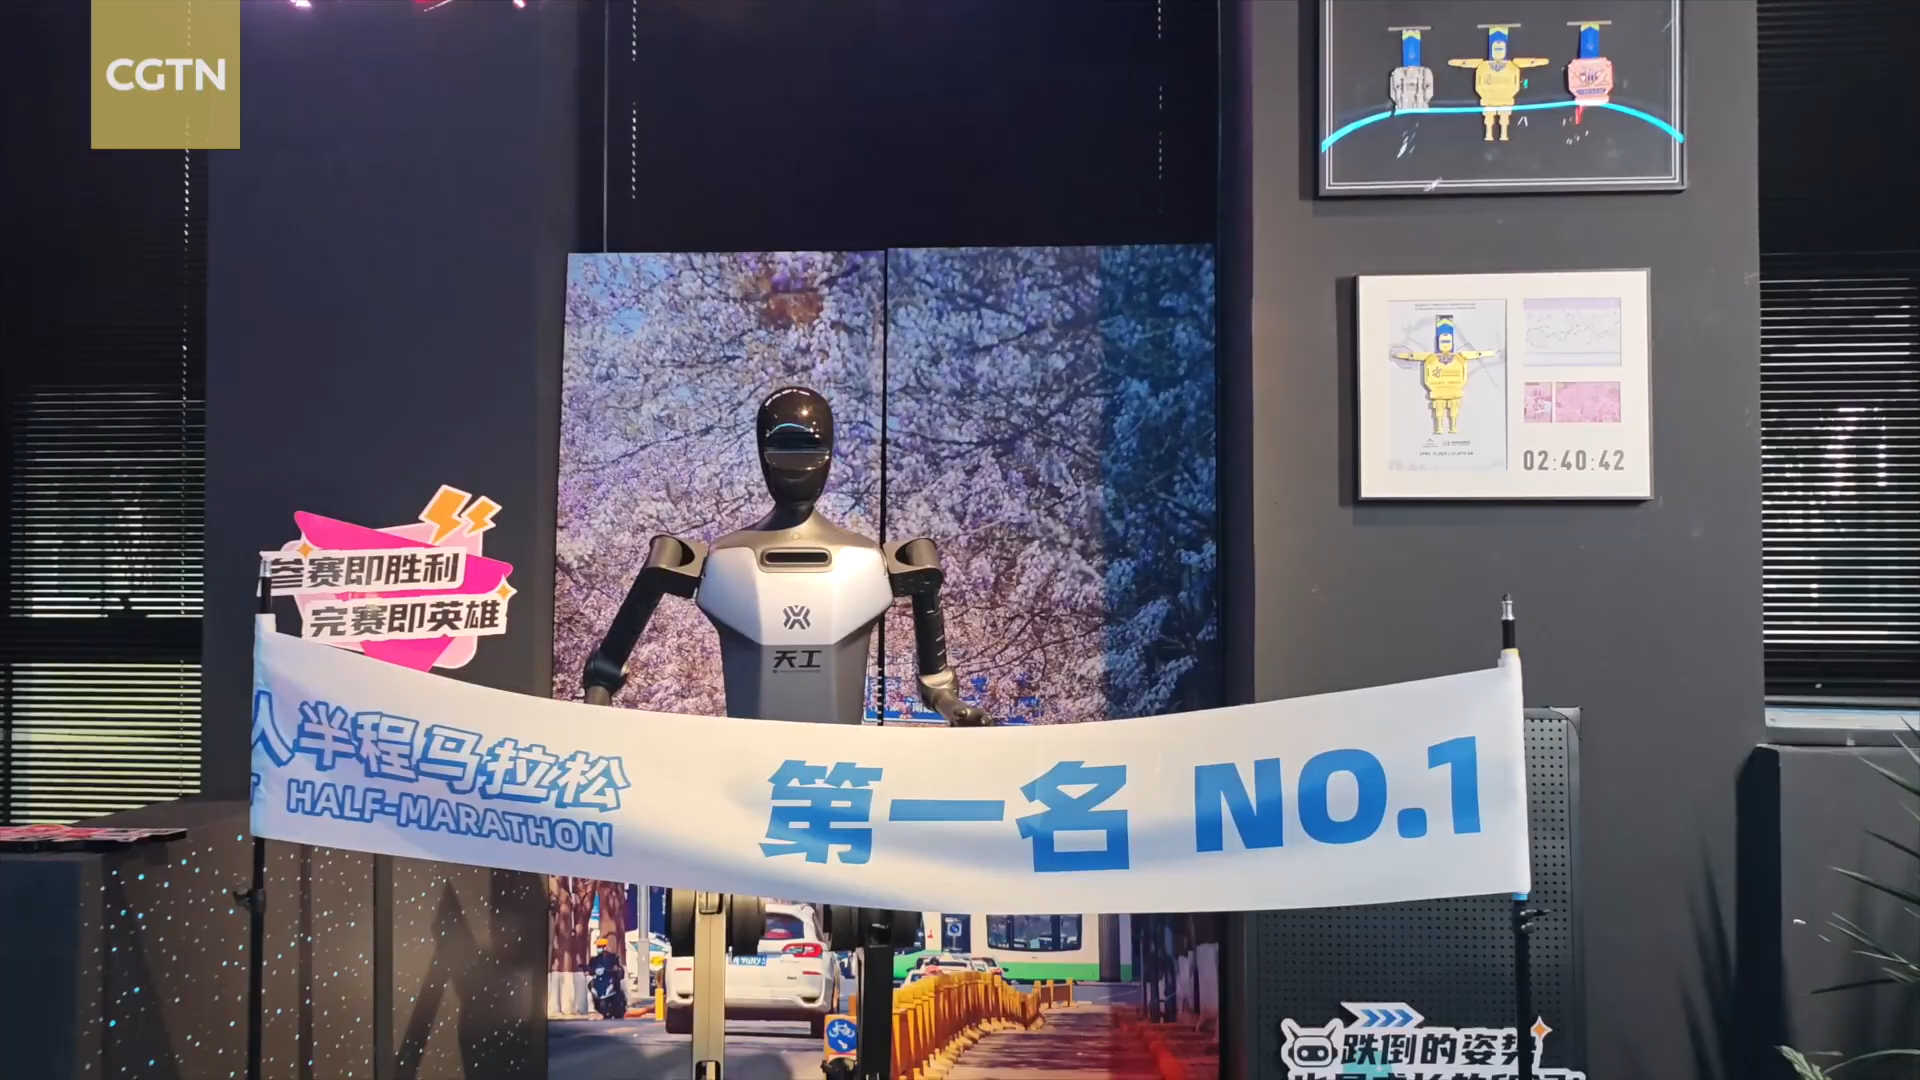 CGTN
02:40:42
参赛即胜利
完赛即英雄
天工
人半程马拉松
HALF-MARATHON
第一名 NO.1
跌倒的姿势